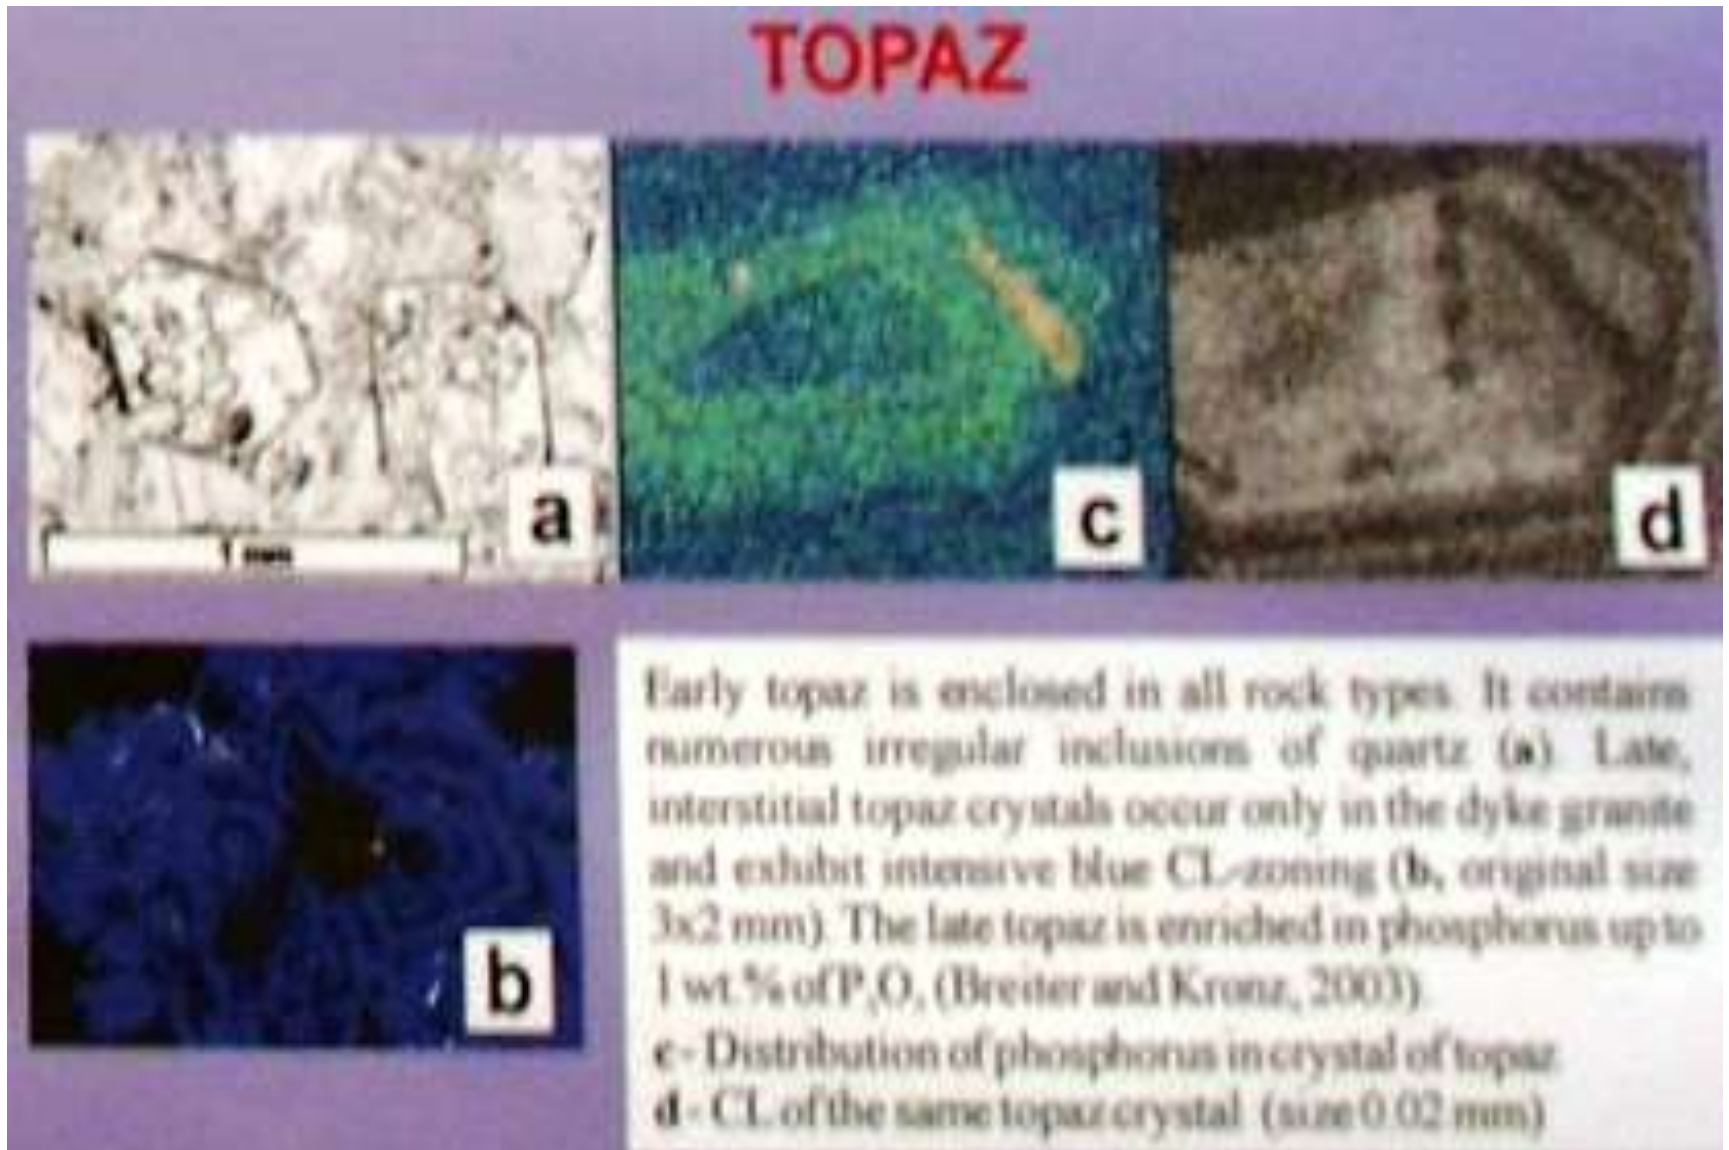 TOPAZ
a
1 mm
c
d
b
Early topaz is enclosed in all rock types. It contains
numerous irregular inclusions of quartz (a). Late,
interstitial topaz crystals occur only in the dyke granite
and exhibit intensive blue CL-zoning (b, original size
3x2 mm). The late topaz is enriched in phosphorus up to
1 wt.% of (Breiter and Kronz, 2003).
c - Distribution of phosphorus in crystal of topaz
d - CL of the same topaz crystal (size 0.02 mm)